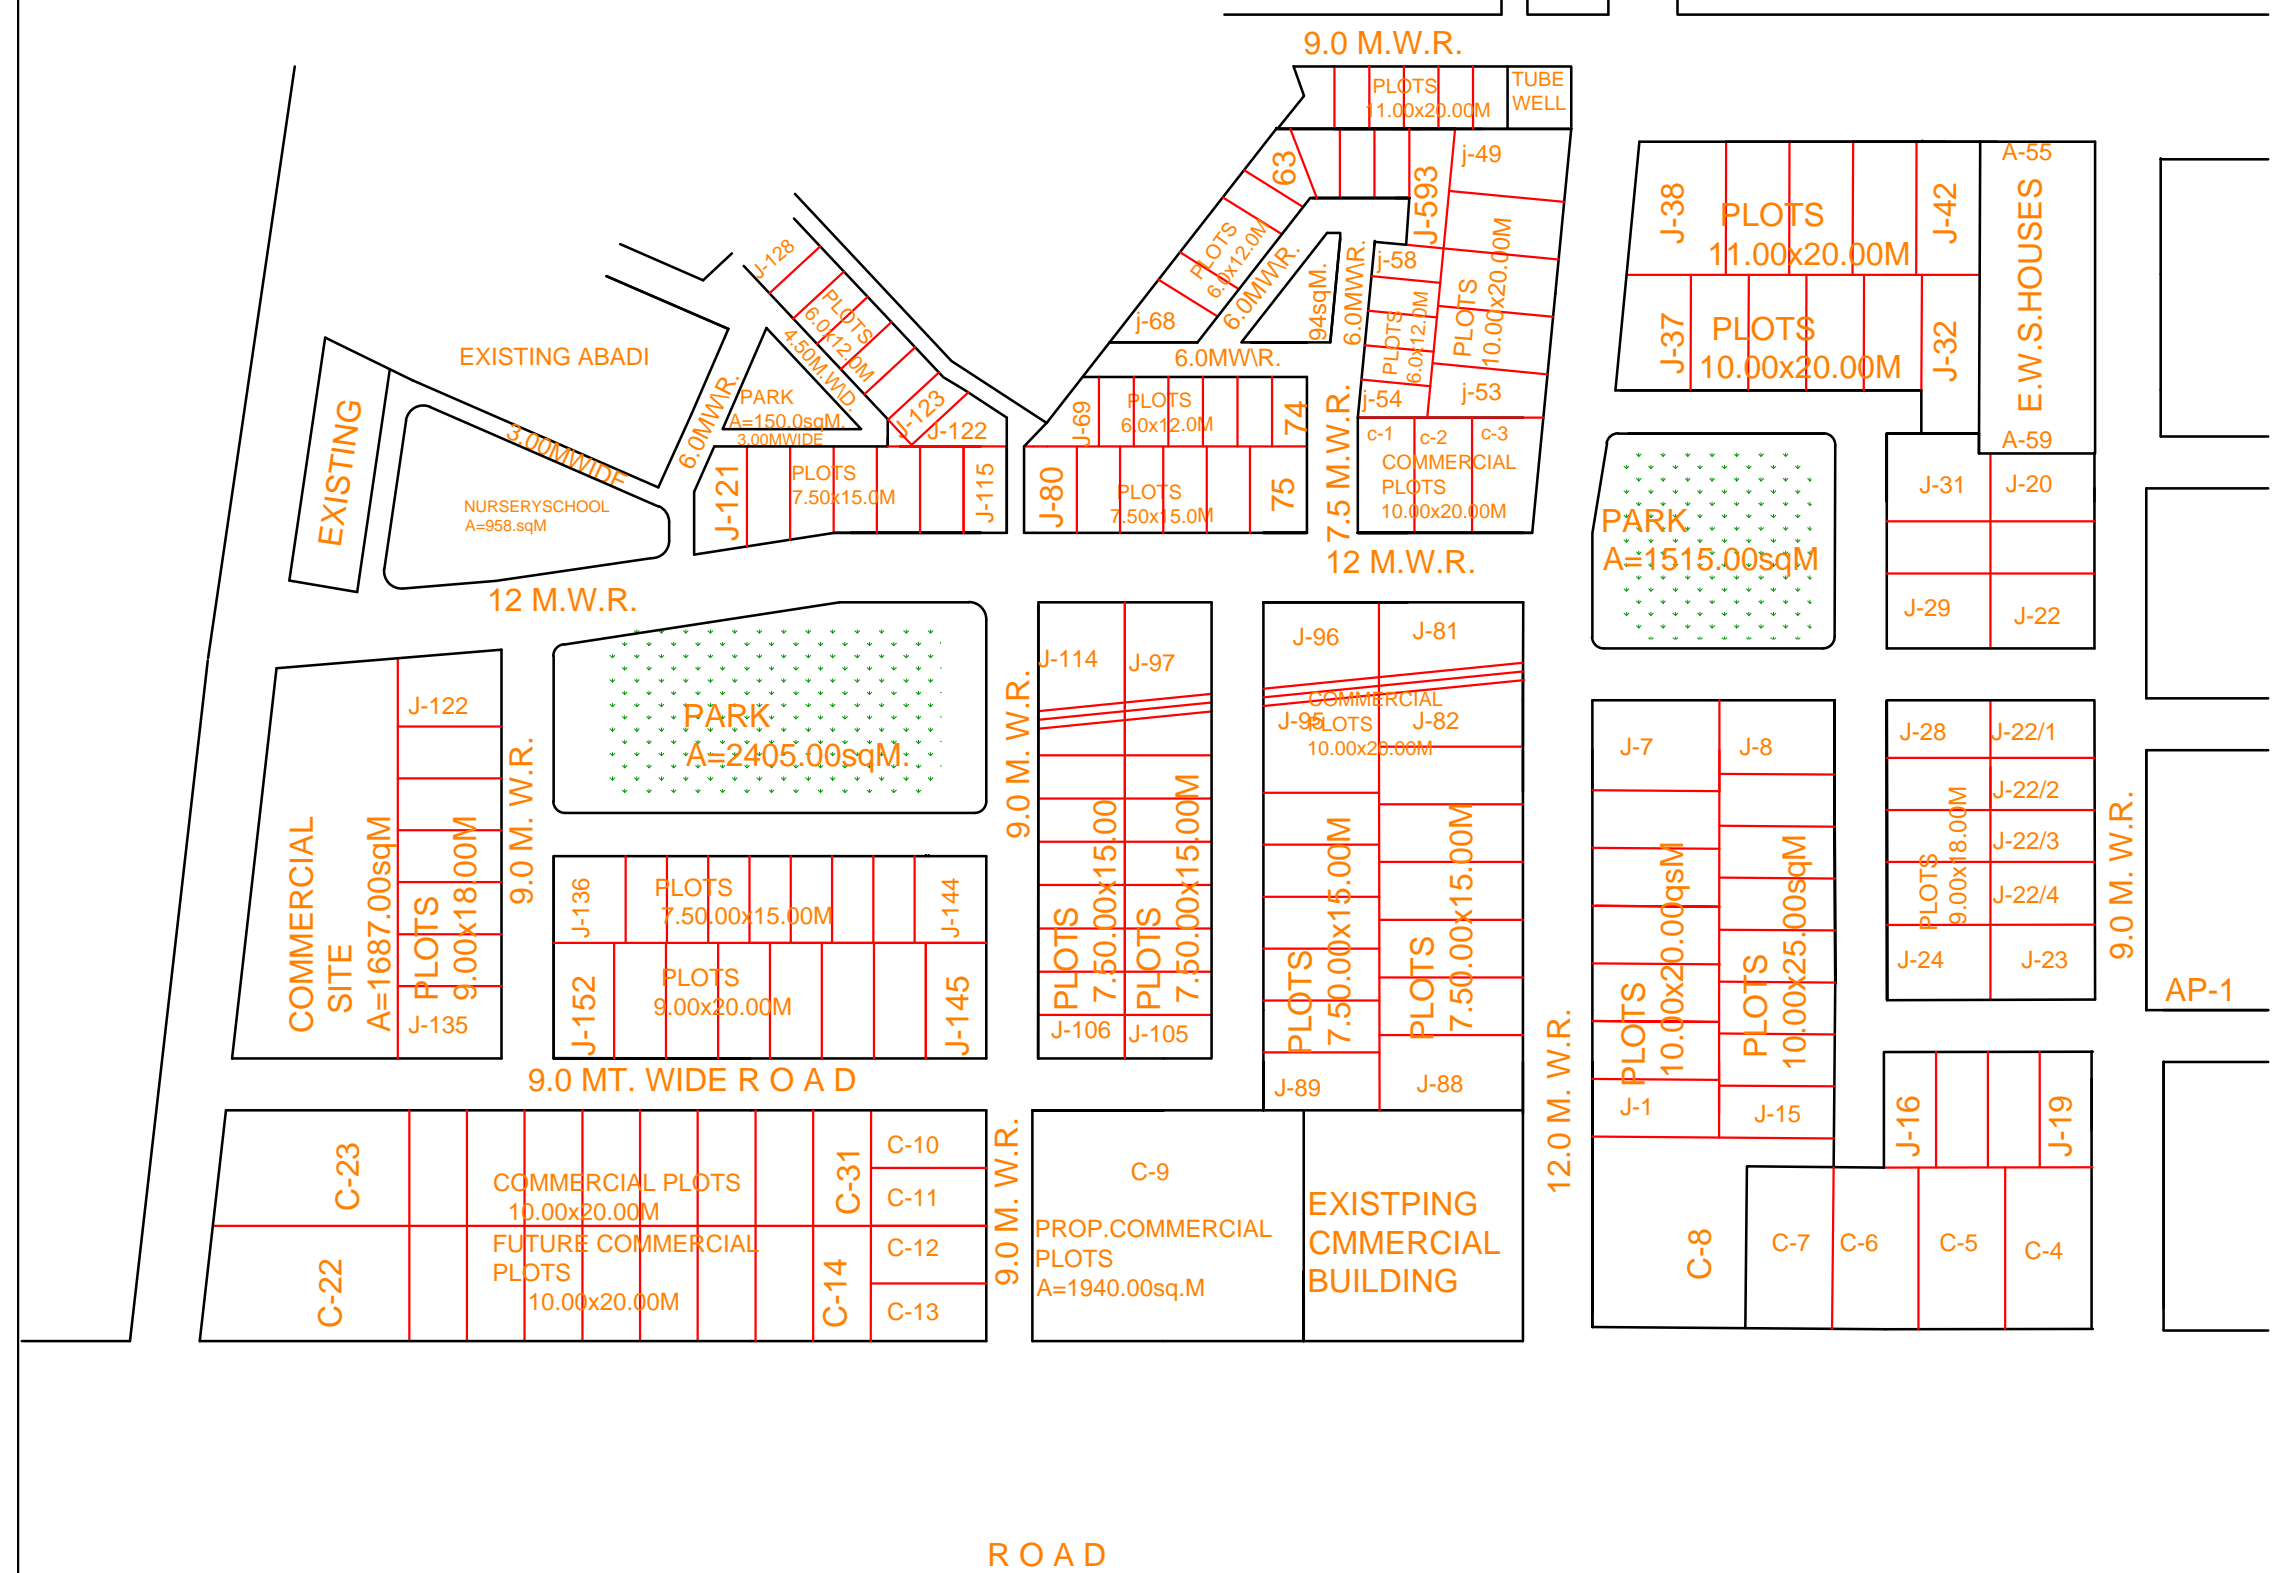 9.0 M.W.R.
PLOTS
11.00x20.00M
TUBE
WELL
63
J-593
j-49
PLOTS
6.0x12.0M
6.0MW\R.
94sqM.
6.0MW\R.
j-58
PLOTS
6.0x12.0M
PLOTS
10.00x20.00M
j-68
j-54
j-53
6.0MW\R.
A-55
J-38
PLOTS
11.00x20.00M
J-42
E.W.S.HOUSES
J-37
PLOTS
10.00x20.00M
J-32
A-59
J-128
PLOTS
6.0x12.0M
4.50M.WD.
J-123
J-122
EXISTING ABADI
EXISTING
3.00MWIDE
NURSERYSCHOOL
A=958.sqM
6.0MW\R.
PARK
A=150.0sqM.
3.00MWIDE
J-121
PLOTS
7.50x15.0M
J-115
J-69
PLOTS
6.0x12.0M
74
J-80
PLOTS
7.50x15.0M
75
7.5 M.W.R.
c-1
c-2
c-3
COMMERCIAL
PLOTS
10.00x20.00M
12 M.W.R.
PARK
A=1515.00sqM
J-31
J-20
J-29
J-22
12 M.W.R.
PARK
A=2405.00sqM.
J-122
COMMERCIAL
SITE
A=1687.00sqM
PLOTS
9.00x18.00M
J-135
9.0 M. W.R.
9.0 M. W.R.
J-114
J-97
PLOTS
7.50.00x15.00
PLOTS
7.50.00x15.00M
J-106
J-105
J-96
J-81
COMMERCIAL
PLOTS
10.00x20.00M
J-95
J-82
PLOTS
7.50.00x15.00M
PLOTS
7.50.00x15.00M
J-89
J-88
J-7
J-8
PLOTS
10.00x20.00qsM
PLOTS
10.00x25.00sqM
J-1
J-15
J-28
J-22/1
J-22/2
J-22/3
J-22/4
PLOTS
9.00x18.00M
J-24
J-23
9.0 M. W.R.
AP-1
J-136
PLOTS
7.50.00x15.00M
J-144
J-152
PLOTS
9.00x20.00M
J-145
9.0 MT. WIDE R O A D
12.0 M. W.R.
J-16
J-19
C-23
COMMERCIAL PLOTS
10.00x20.00M
C-31
C-10
C-11
C-22
FUTURE COMMERCIAL
PLOTS
10.00x20.00M
C-14
C-12
C-13
9.0 M. W.R.
C-9
PROP.COMMERCIAL
PLOTS
A=1940.00sq.M
EXISTPING
CMMERCIAL
BUILDING
C-8
C-7
C-6
C-5
C-4
R O A D